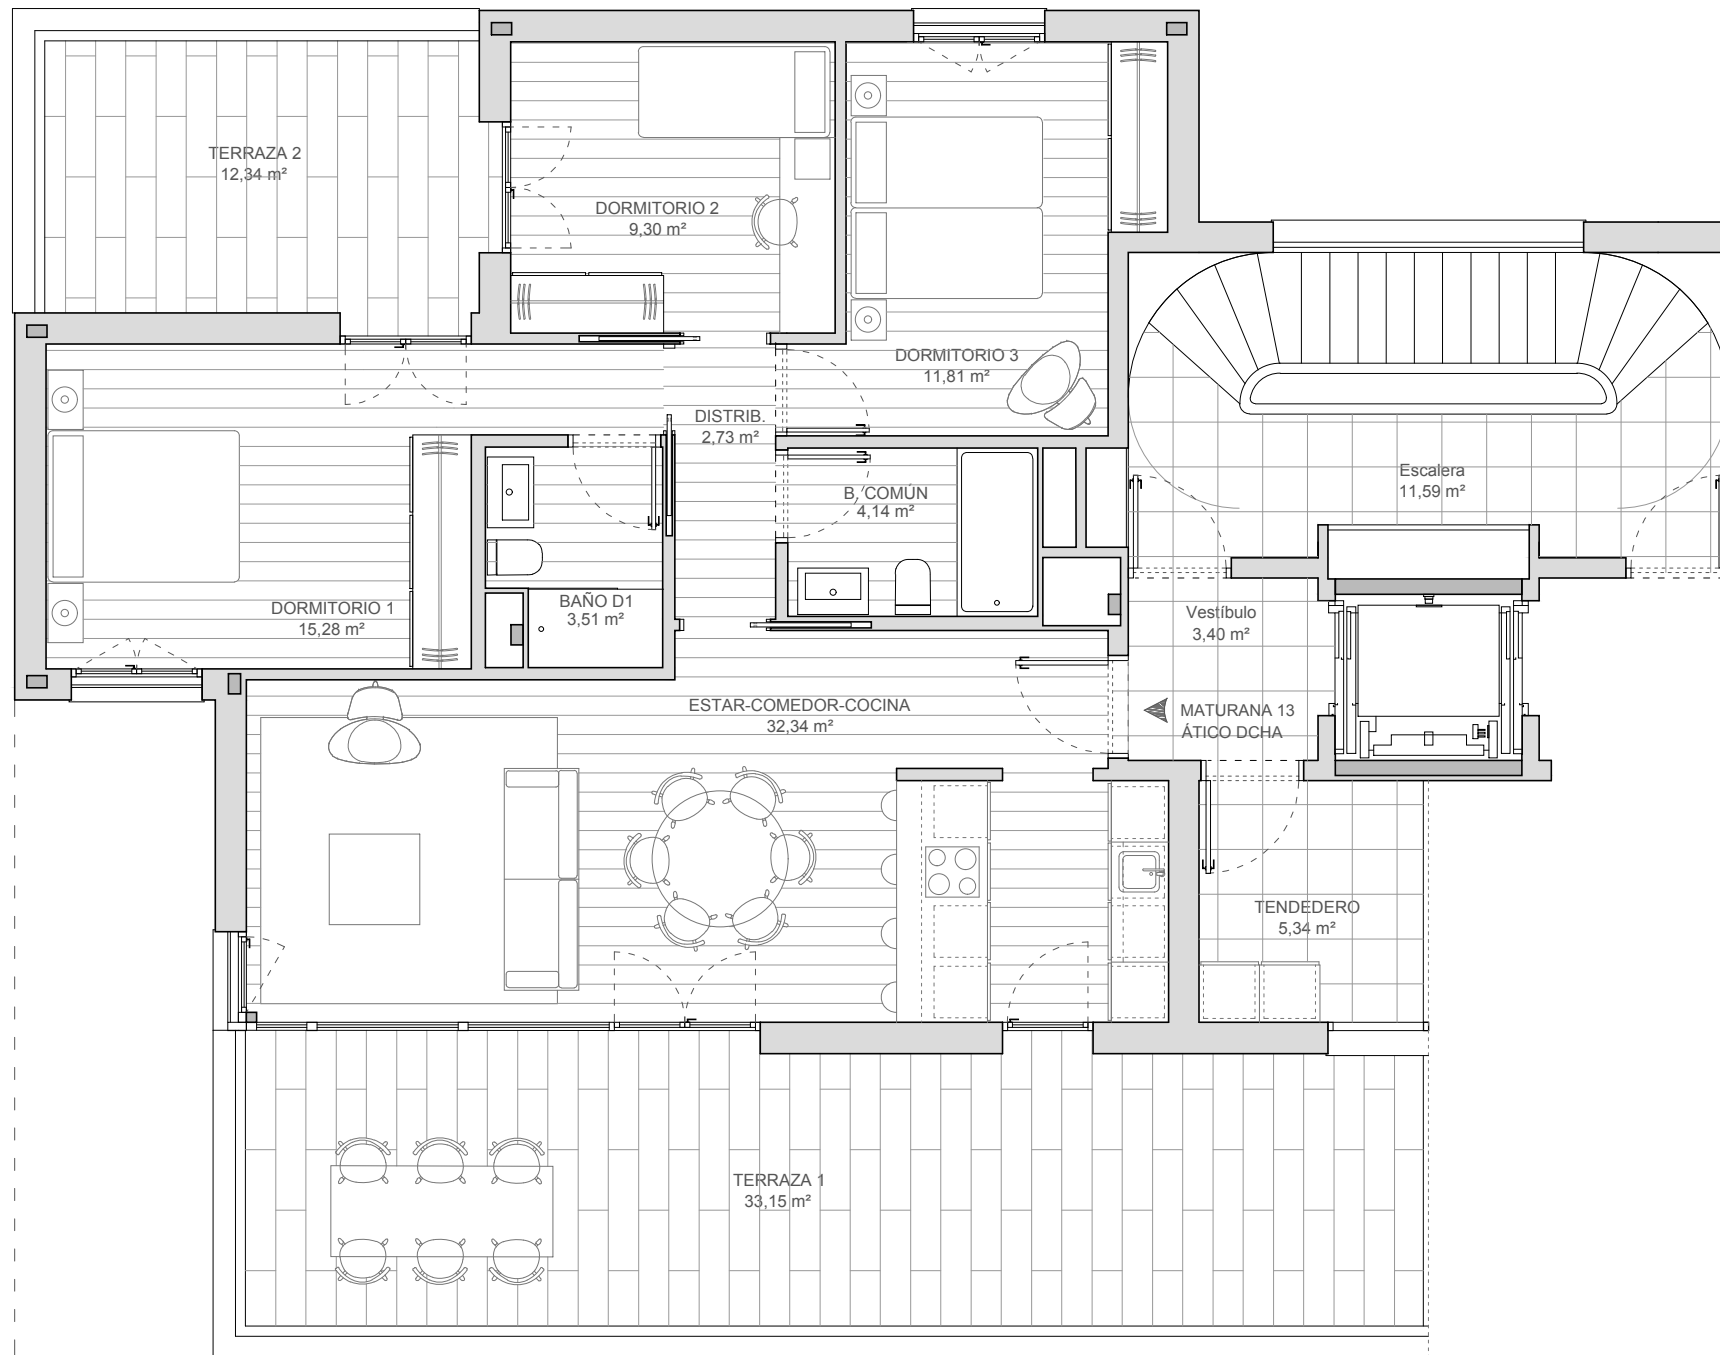 TERRAZA 2
12,34 m²
DORMITORIO 2
9,30 m²
DORMITORIO 3
11,81 m²
DISTRIB.
2,73 m²
Escalera
11,59 m²
B. COMÚN
4,14 m²
DORMITORIO 1
15,28 m²
BAÑO D1
3,51 m²
Vestíbulo
3,40 m²
ESTAR-COMEDOR-COCINA
32,34 m²
MATURANA 13
ÁTICO DCHA
TENDEDERO
5,34 m²
TERRAZA 1
33,15 m²